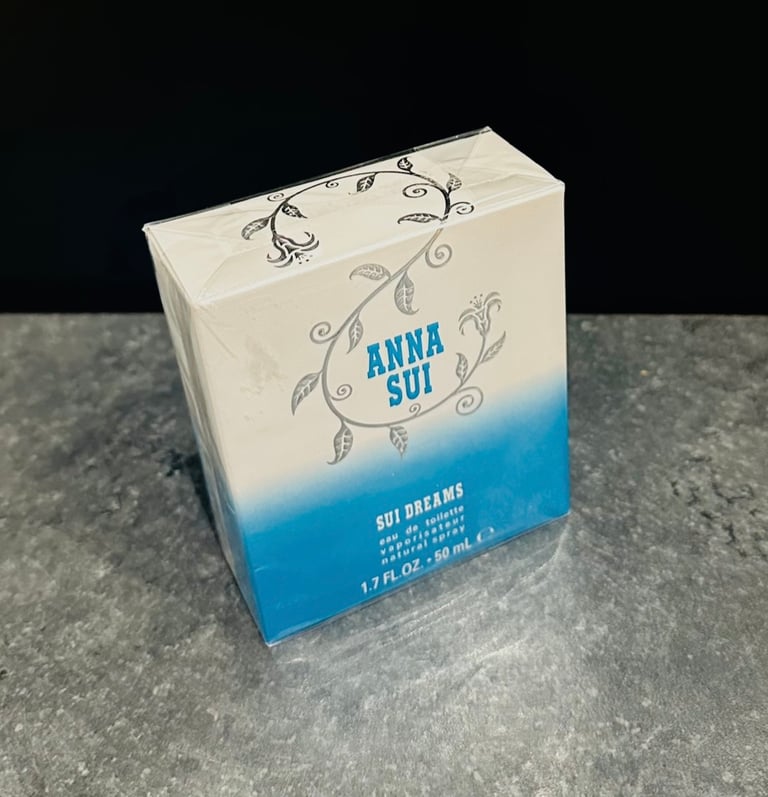 ANNA
SUI
SUI DREAMS
eau de toilette
vaporisateur
natural spray
1.7 FL.OZ. • 50 mL ℮